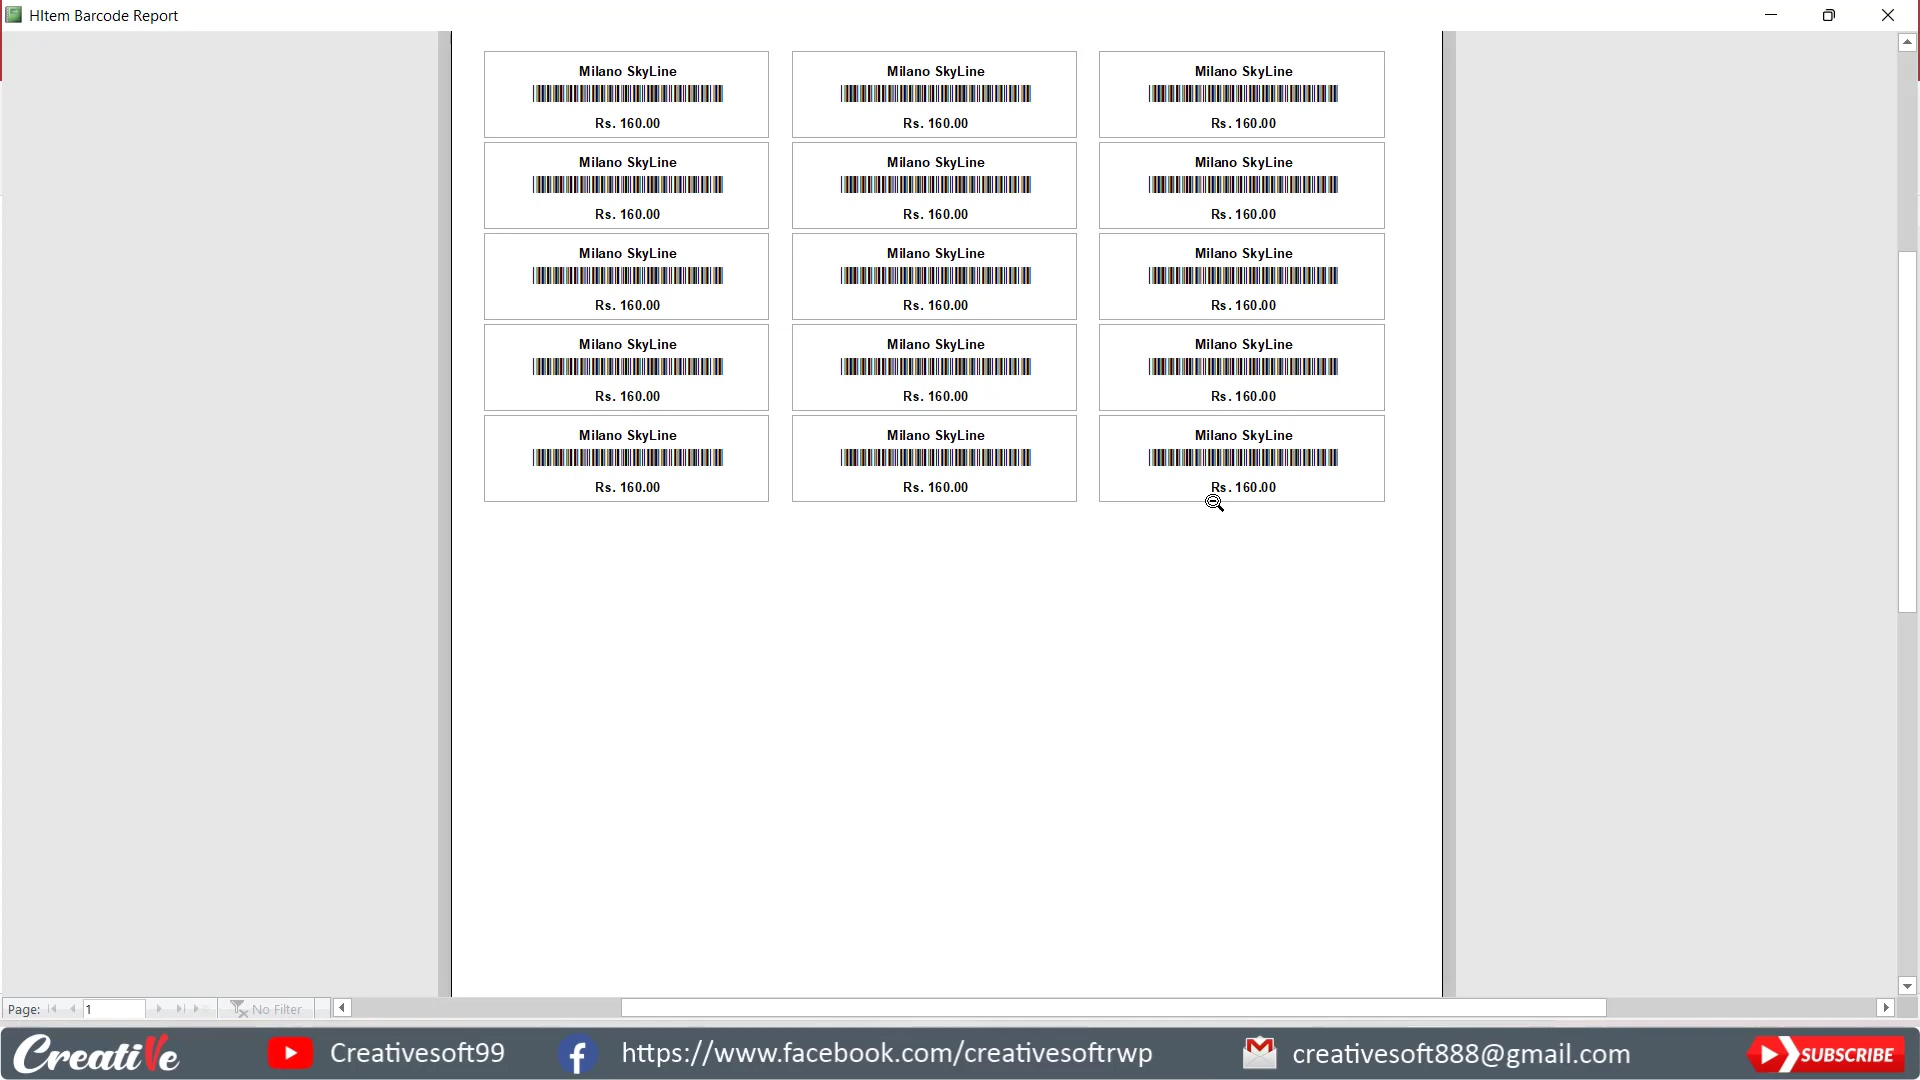 HItem Barcode Report
Milano SkyLine Milano SkyLine Milano SkyLine
Rs. 160.00 Rs. 160.00 Rs. 160.00
Milano SkyLine Milano SkyLine Milano SkyLine
Rs. 160.00 Rs. 160.00 Rs. 160.00
Milano SkyLine Milano SkyLine Milano SkyLine
Rs. 160.00 Rs. 160.00 Rs. 160.00
Milano SkyLine Milano SkyLine Milano SkyLine
Rs. 160.00 Rs. 160.00 Rs. 160.00
Milano SkyLine Milano SkyLine Milano SkyLine
Rs. 160.00 Rs. 160.00 Rs. 160.00
Page: 1 No Filter
CreatiVe Creativesoft99 https://www.facebook.com/creativesoftrwp creativesoft888@gmail.com SUBSCRIBE